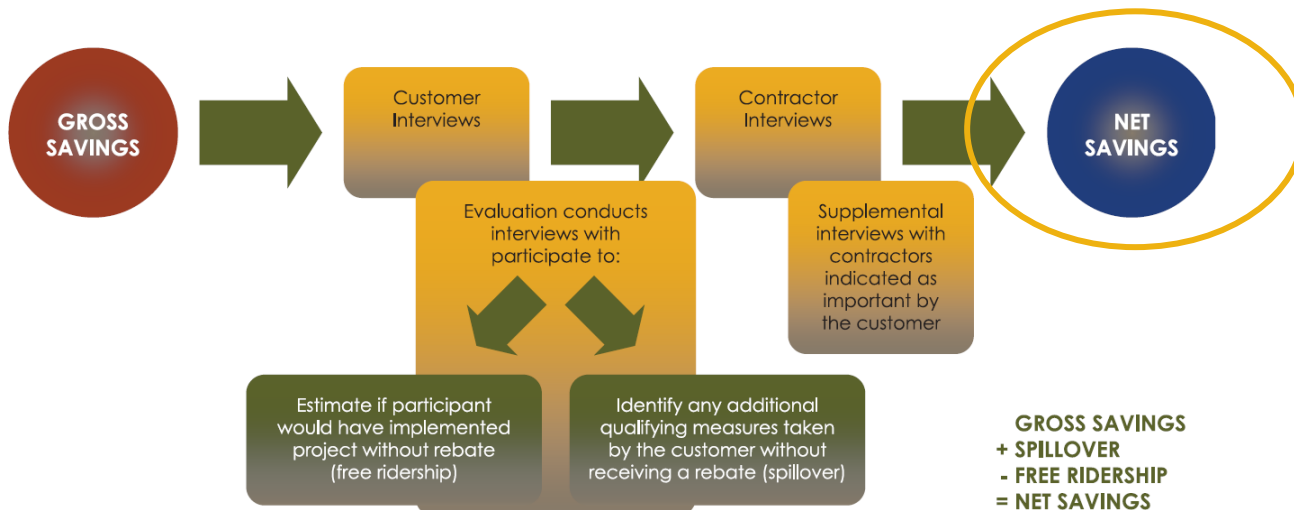 GROSS
SAVINGS
Customer
Interviews
Contractor
Interviews
NET
SAVINGS
Evaluation conducts
interviews with
participate to:
Supplemental
interviews with
contractors
indicated as
important by
the customer
Estimate if participant
would have implemented
project without rebate
(free ridership)
Identify any additional
qualifying measures taken
by the customer without
receiving a rebate (spillover)
GROSS SAVINGS
+ SPILLOVER
- FREE RIDERSHIP
= NET SAVINGS